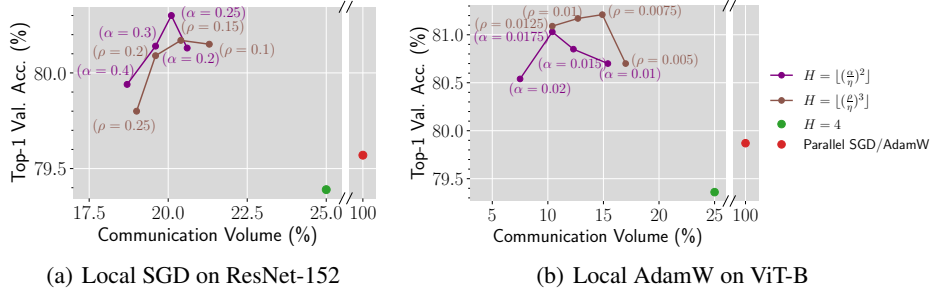 Top-1 Val. Acc. (%)
80.0
79.5
17.5 20.0 22.5 25.0 100
Communication Volume (%)
(α = 0.25)
(α = 0.3)
(ρ = 0.15)
(ρ = 0.2)
(ρ = 0.1)
(α = 0.2)
(α = 0.4)
(ρ = 0.25)
(a) Local SGD on ResNet-152
Top-1 Val. Acc. (%)
81.0
80.5
80.0
79.5
5 10 15 20 25 100
Communication Volume (%)
(ρ = 0.01)
(ρ = 0.0075)
(ρ = 0.0125)
(α = 0.0175)
(α = 0.015)
(ρ = 0.005)
(α = 0.01)
(α = 0.02)
(b) Local AdamW on ViT-B
H = ⌊(α/η)²⌋
H = ⌊(ρ/η)³⌋
H = 4
Parallel SGD/AdamW